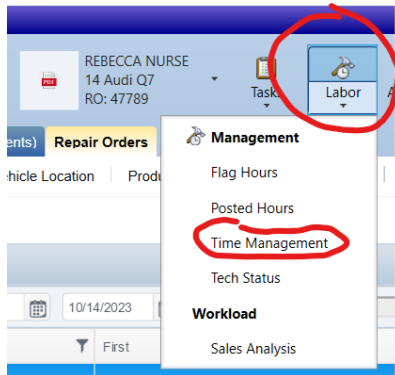 REBECCA NURSE
14 Audi Q7
RO: 47789
PDF
Task
Labor
ents)
Repair Orders
Management
hicle Location
Produ
Flag Hours
Posted Hours
Time Management
Tech Status
10/14/2023
Workload
First
Sales Analysis